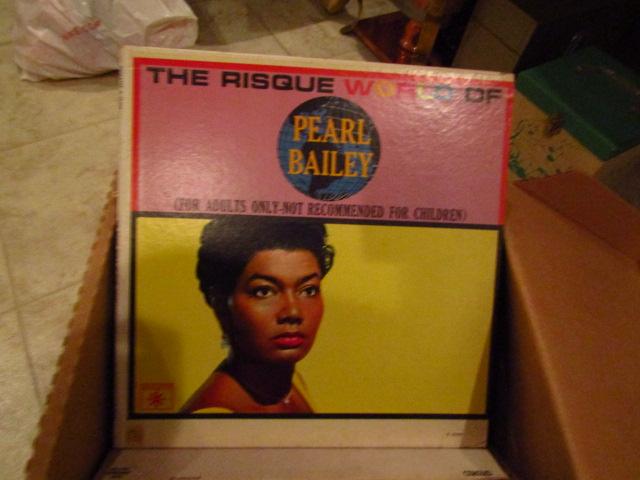 THE RISQUE WORLD OF
PEARL
BAILEY
(FOR ADULTS ONLY-NOT RECOMMENDED FOR CHILDREN)